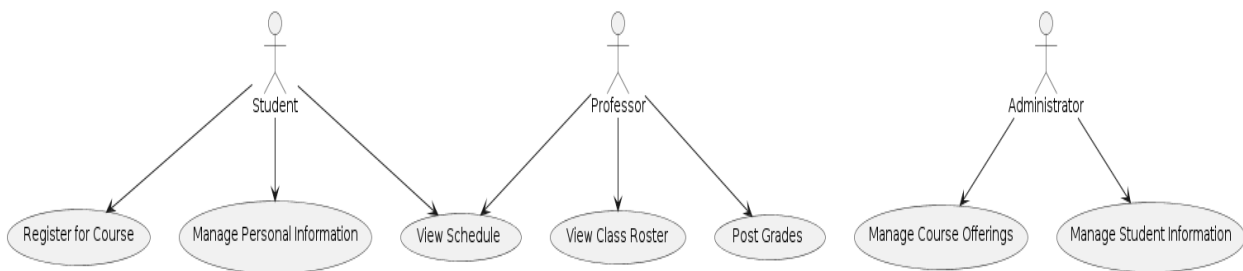 Student
Professor
Administrator
Register for Course
Manage Personal Information
View Schedule
View Class Roster
Post Grades
Manage Course Offerings
Manage Student Information